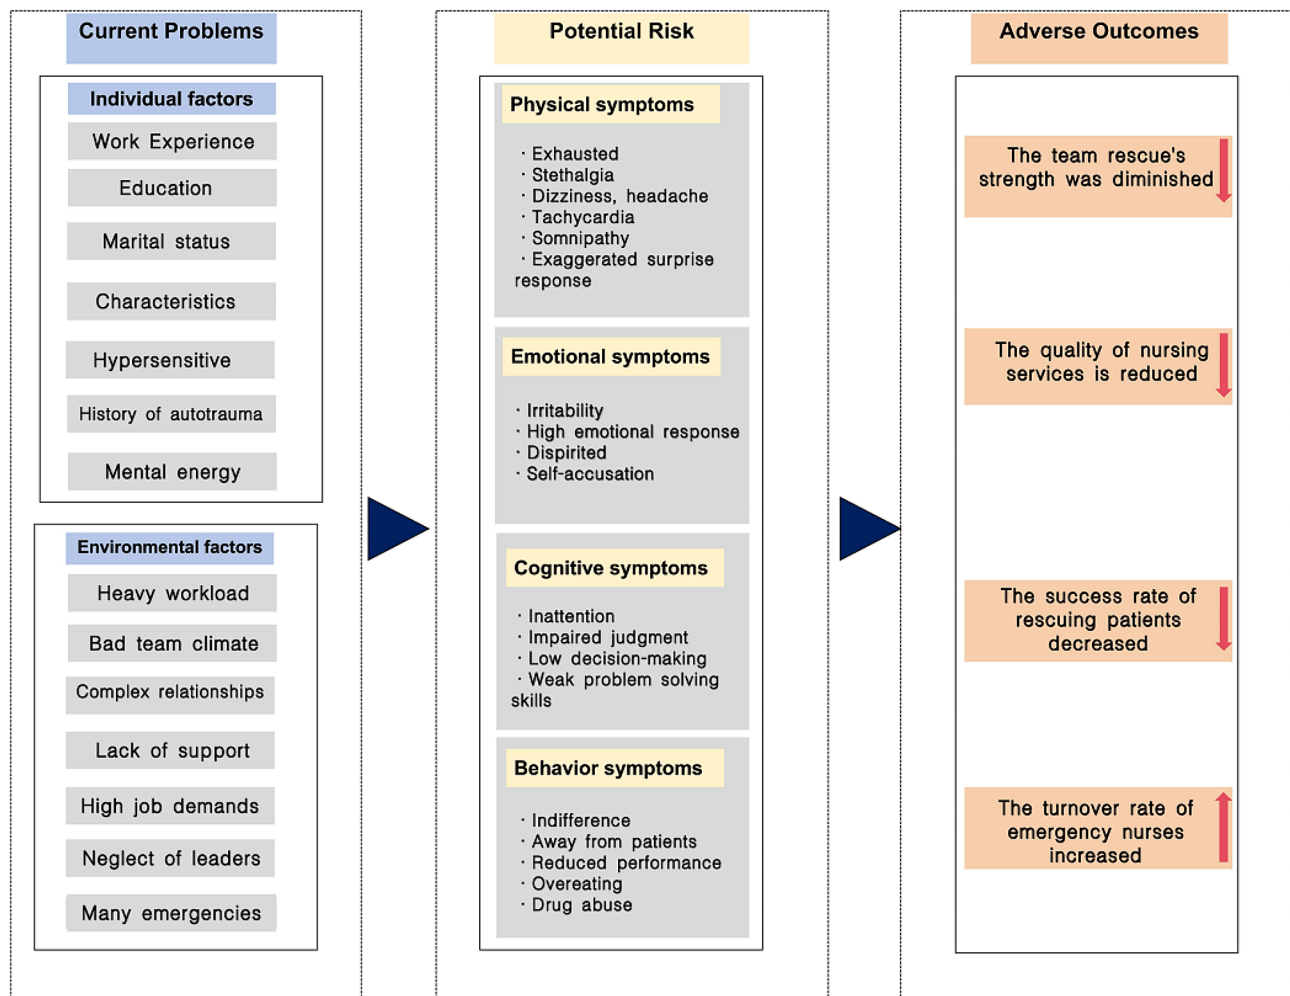 Current Problems
Individual factors
Work Experience
Education
Marital status
Characteristics
Hypersensitive
History of autotrauma
Mental energy
Environmental factors
Heavy workload
Bad team climate
Complex relationships
Lack of support
High job demands
Neglect of leaders
Many emergencies
Potential Risk
Physical symptoms
· Exhausted
· Stethalgia
· Dizziness, headache
· Tachycardia
· Somnipathy
· Exaggerated surprise
response
Emotional symptoms
· Irritability
· High emotional response
· Dispirited
· Self-accusation
Cognitive symptoms
· Inattention
· Impaired judgment
· Low decision-making
· Weak problem solving
skills
Behavior symptoms
· Indifference
· Away from patients
· Reduced performance
· Overeating
· Drug abuse
Adverse Outcomes
The team rescue's
strength was diminished
The quality of nursing
services is reduced
The success rate of
rescuing patients
decreased
The turnover rate of
emergency nurses
increased